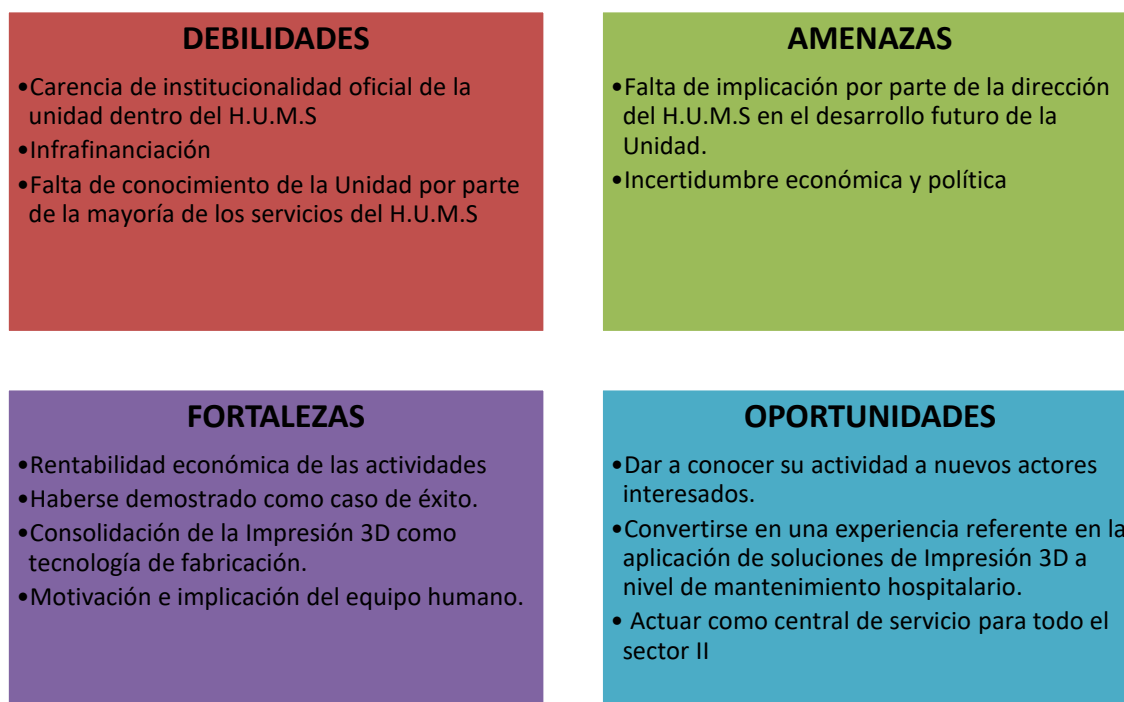 DEBILIDADES
•Carencia de institucionalidad oficial de la
unidad dentro del H.U.M.S
•Infrafinanciación
•Falta de conocimiento de la Unidad por parte
de la mayoría de los servicios del H.U.M.S
AMENAZAS
•Falta de implicación por parte de la dirección
del H.U.M.S en el desarrollo futuro de la
Unidad.
•Incertidumbre económica y política
FORTALEZAS
•Rentabilidad económica de las actividades
•Haberse demostrado como caso de éxito.
•Consolidación de la Impresión 3D como
tecnología de fabricación.
•Motivación e implicación del equipo humano.
OPORTUNIDADES
•Dar a conocer su actividad a nuevos actores
interesados.
•Convertirse en una experiencia referente en la
aplicación de soluciones de Impresión 3D a
nivel de mantenimiento hospitalario.
• Actuar como central de servicio para todo el
sector II